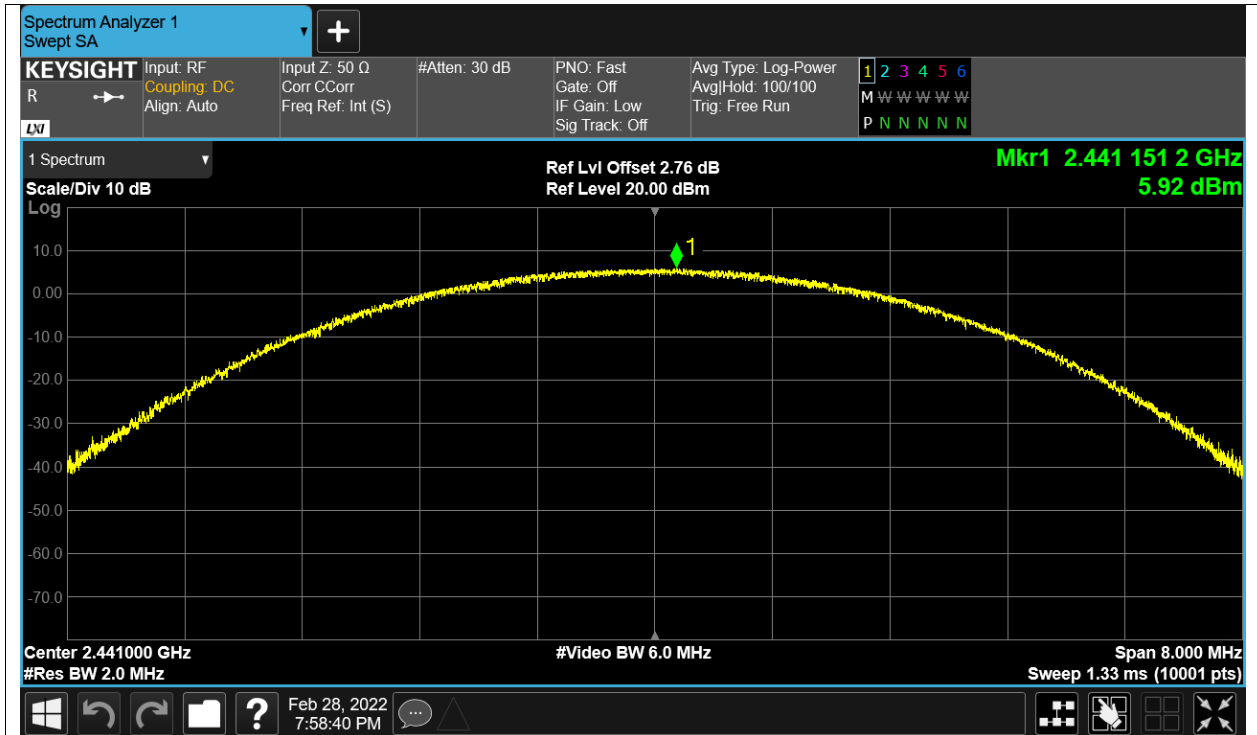 Spectrum Analyzer 1
Swept SA
+
KEYSIGHT
R
LXI
Input: RF
Coupling: DC
Align: Auto
Input Z: 50 Ω
Corr CCorr
Freq Ref: Int (S)
#Atten: 30 dB
PNO: Fast
Gate: Off
IF Gain: Low
Sig Track: Off
Avg Type: Log-Power
Avg|Hold: 100/100
Trig: Free Run
1 2 3 4 5 6
M W W W W W
P N N N N N
1 Spectrum
Scale/Div 10 dB
Log
Ref Lvl Offset 2.76 dB
Ref Level 20.00 dBm
Mkr1 2.441 151 2 GHz
5.92 dBm
1
10.0
0.00
-10.0
-20.0
-30.0
-40.0
-50.0
-60.0
-70.0
Center 2.441000 GHz
#Res BW 2.0 MHz
#Video BW 6.0 MHz
Span 8.000 MHz
Sweep 1.33 ms (10001 pts)
?
Feb 28, 2022
7:58:40 PM